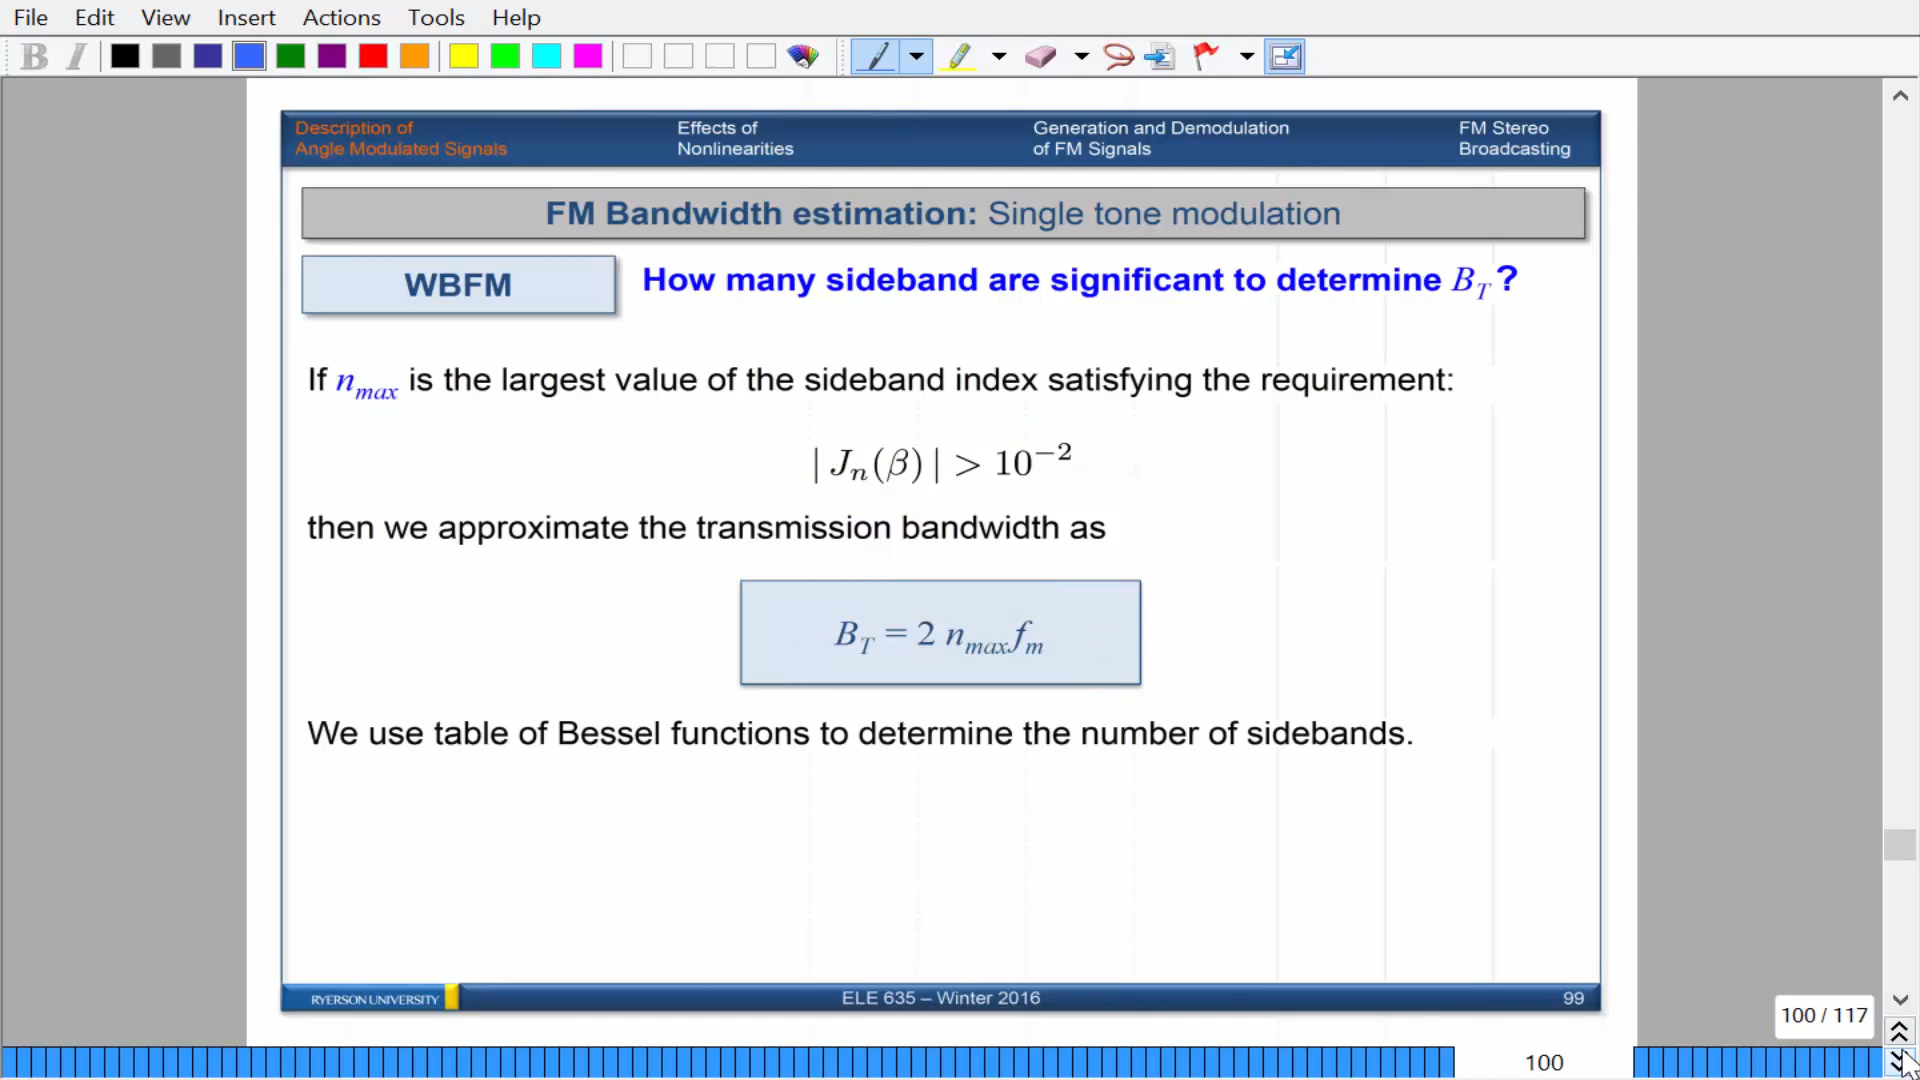 File Edit View Insert Actions Tools Help
B I
Description of
Angle Modulated Signals
Effects of
Nonlinearities
Generation and Demodulation
of FM Signals
FM Stereo
Broadcasting
FM Bandwidth estimation: Single tone modulation
WBFM
How many sideband are significant to determine B_T ?
If n_max is the largest value of the sideband index satisfying the requirement:
| J_n(β) | > 10^−2
then we approximate the transmission bandwidth as
B_T = 2 n_max f_m
We use table of Bessel functions to determine the number of sidebands.
RYERSON UNIVERSITY
ELE 635 – Winter 2016
99
100 / 117
100